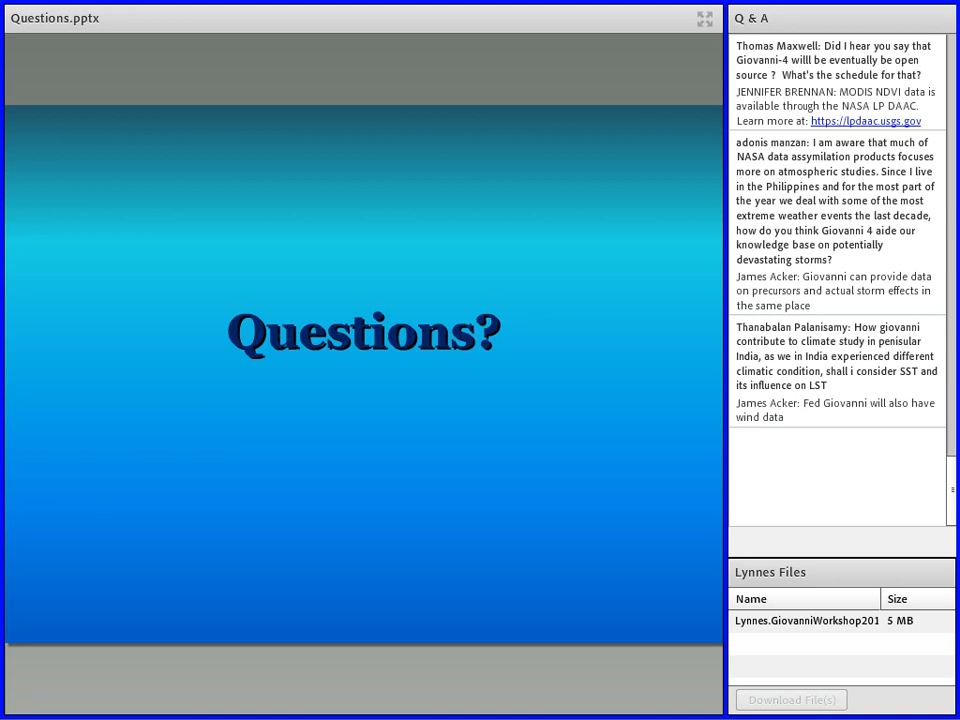 Questions.pptx
Questions?
Q & A
Thomas Maxwell: Did I hear you say that
Giovanni-4 willl be eventually be open
source ?  What's the schedule for that?
JENNIFER BRENNAN: MODIS NDVI data is
available through the NASA LP DAAC.
Learn more at: https://lpdaac.usgs.gov
adonis manzan: I am aware that much of
NASA data assymilation products focuses
more on atmospheric studies. Since I live
in the Philippines and for the most part of
the year we deal with some of the most
extreme weather events the last decade,
how do you think Giovanni 4 aide our
knowledge base on potentially
devastating storms?
James Acker: Giovanni can provide data
on precursors and actual storm effects in
the same place
Thanabalan Palanisamy: How giovanni
contribute to climate study in penisular
India, as we in India experienced different
climatic condition, shall i consider SST and
its influence on LST
James Acker: Fed Giovanni will also have
wind data
Lynnes Files
Name Size
Lynnes.GiovanniWorkshop201 5 MB
Download File(s)